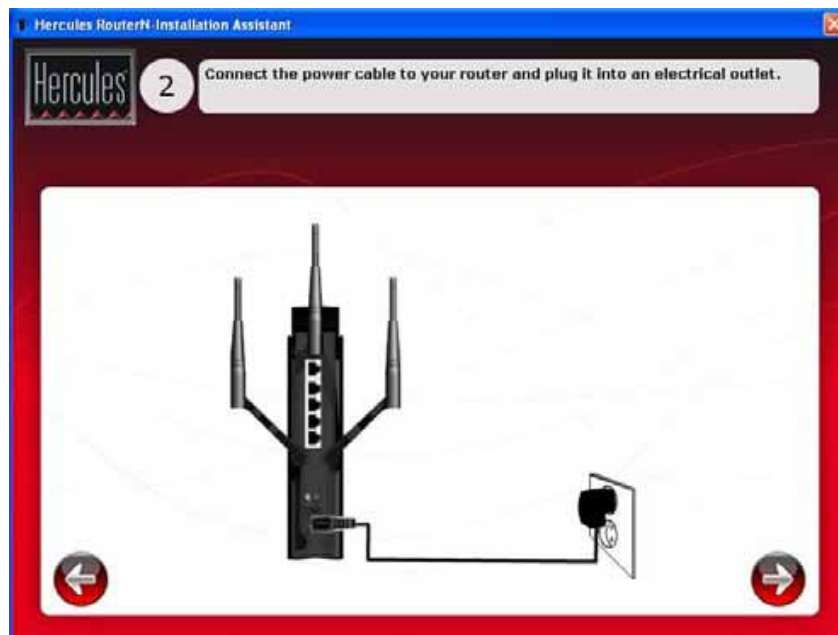 Hercules RouterN-Installation Assistant
Hercules
2
Connect the power cable to your router and plug it into an electrical outlet.